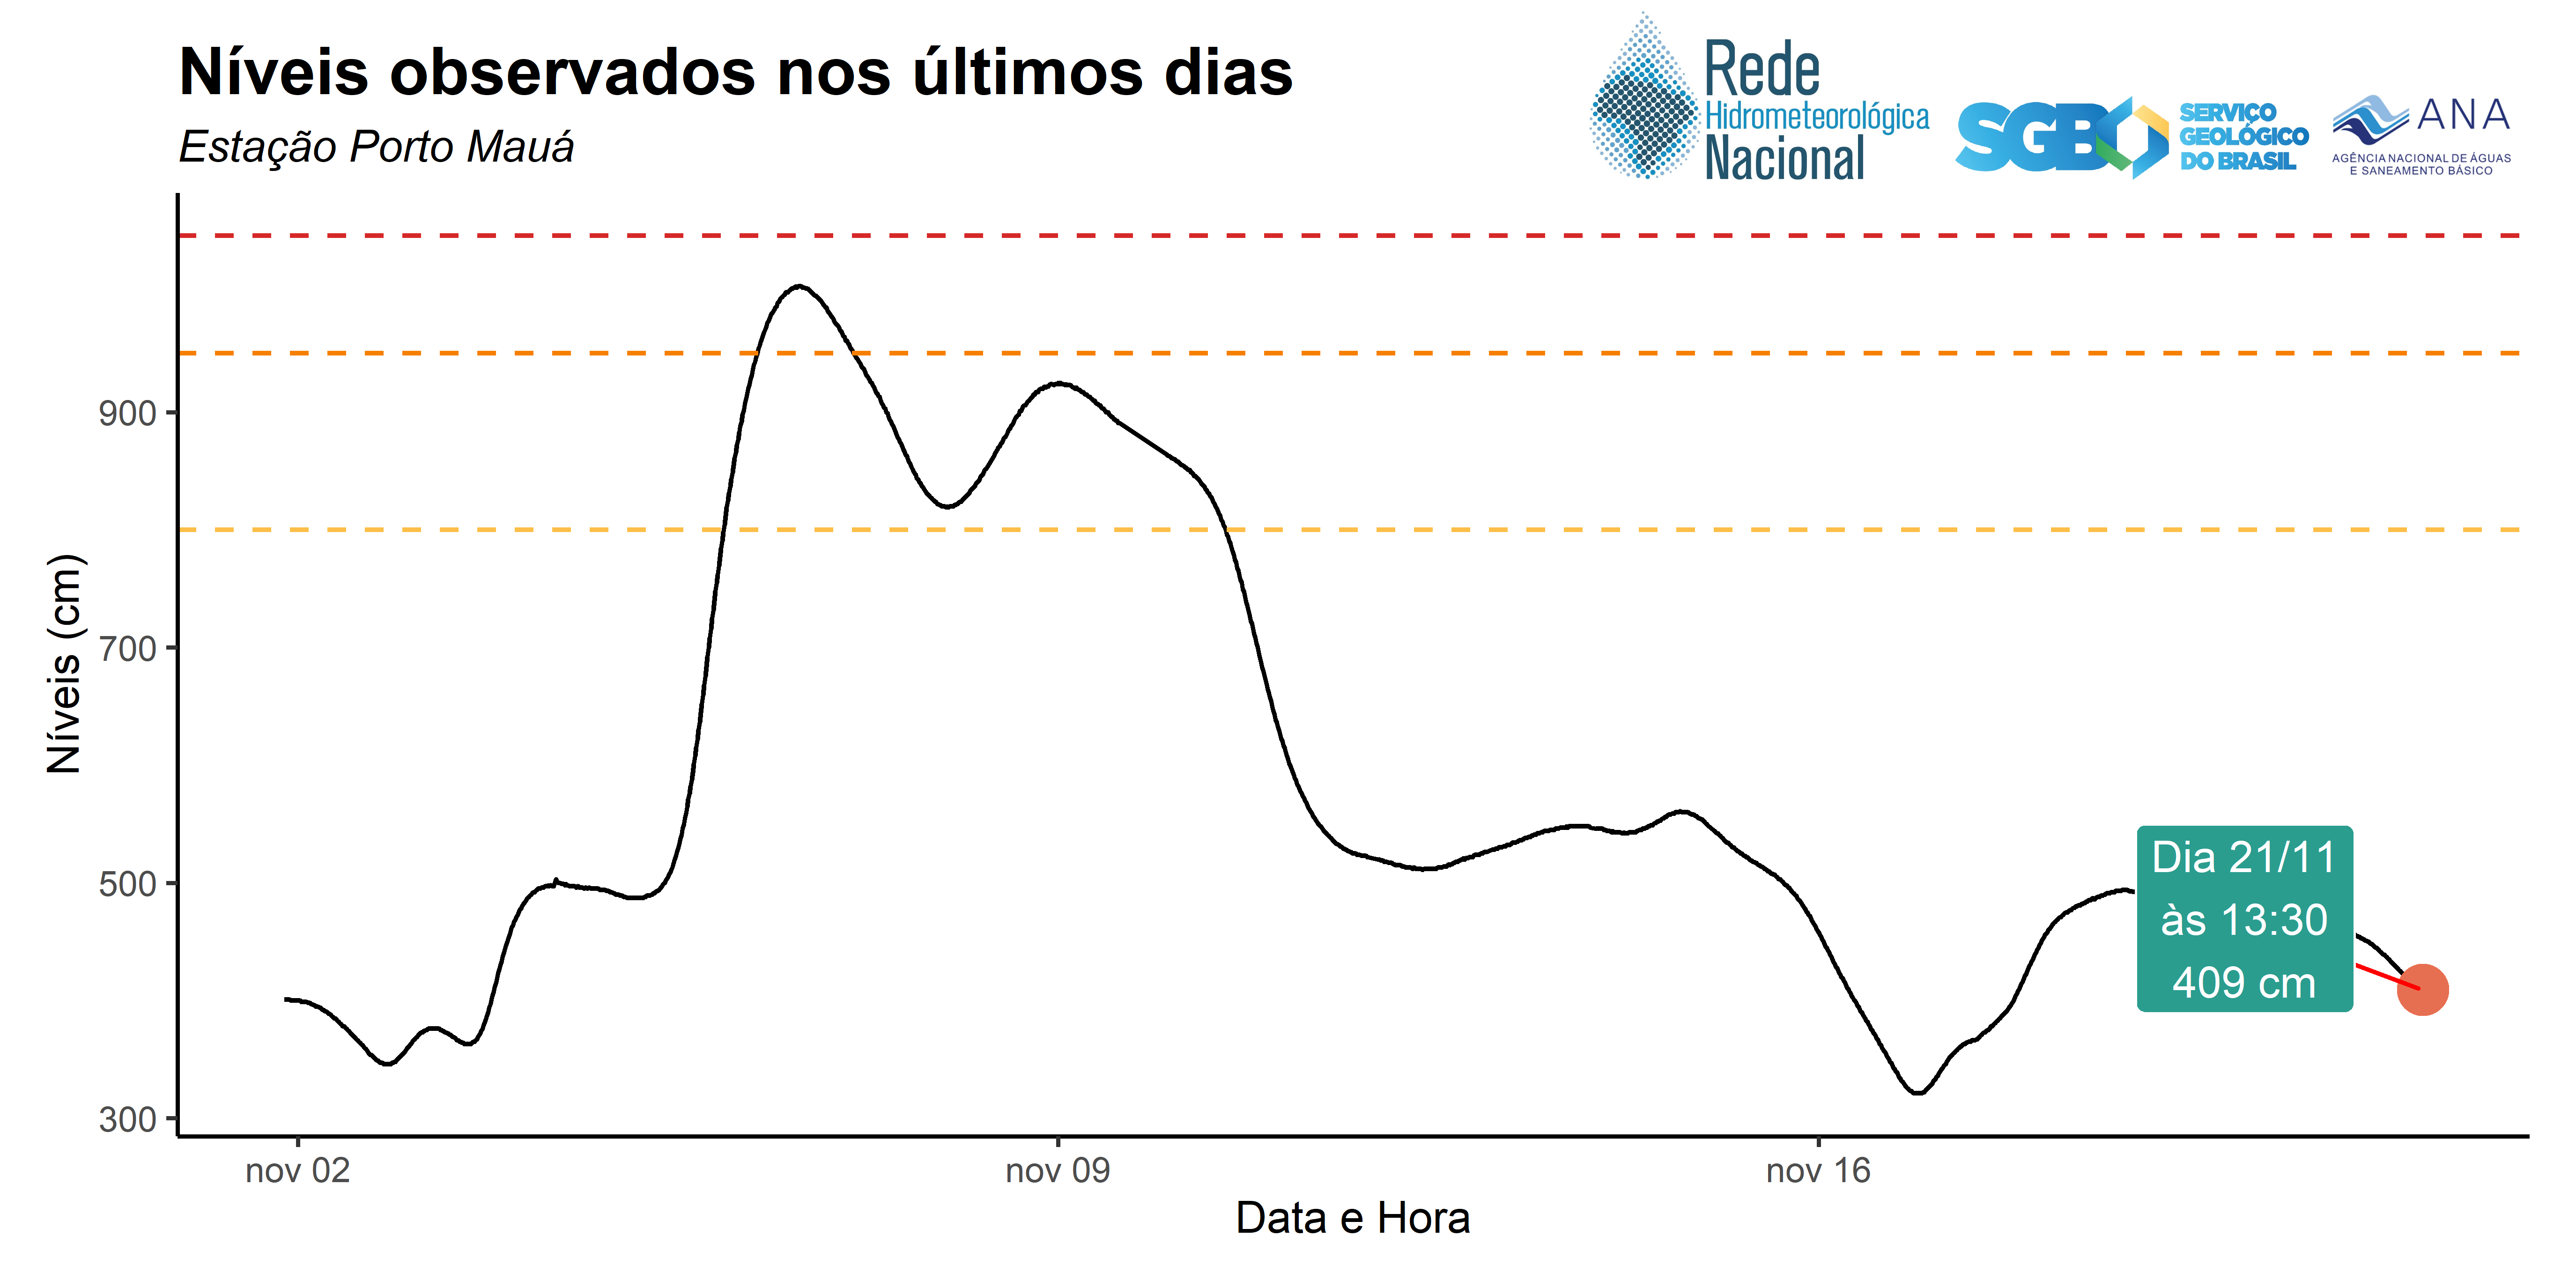 Níveis observados nos últimos dias
Estação Porto Mauá
Rede
Hidrometeorológica
Nacional
SGB
SERVIÇO
GEOLÓGICO
DO BRASIL
ANA
AGÊNCIA NACIONAL DE ÁGUAS
E SANEAMENTO BÁSICO
Níveis (cm)
900
700
500
300
Dia 21/11
às 13:30
409 cm
nov 02
nov 09
nov 16
Data e Hora